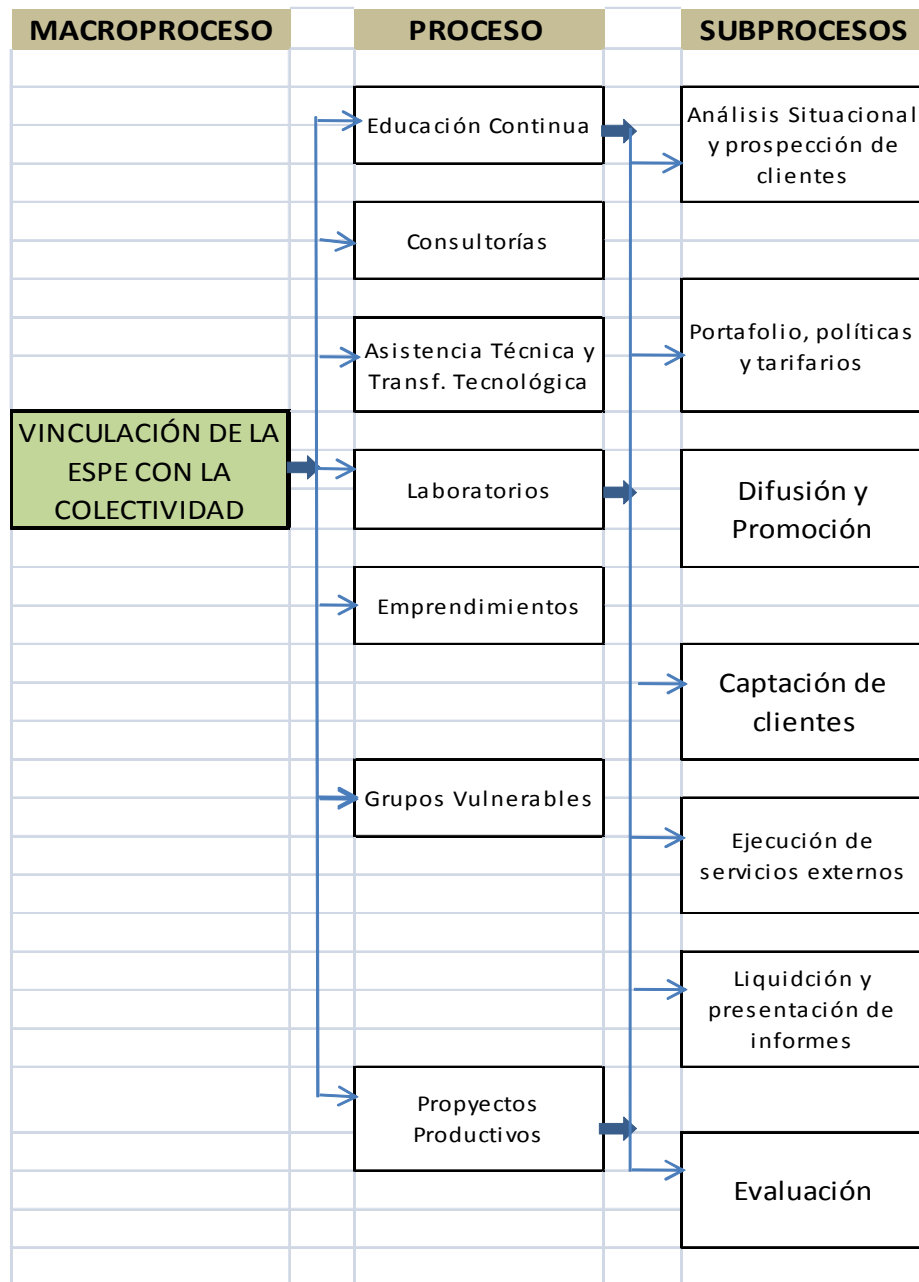 MACROPROCESO
PROCESO
SUBPROCESOS
VINCULACIÓN DE LA
ESPE CON LA
COLECTIVIDAD
Educación Continua
Consultorías
Asistencia Técnica y
Transf. Tecnológica
Laboratorios
Emprendimientos
Grupos Vulnerables
Propyectos
Productivos
Análisis Situacional
y prospección de
clientes
Portafolio, políticas
y tarifarios
Difusión y
Promoción
Captación de
clientes
Ejecución de
servicios externos
Liquidción y
presentación de
informes
Evaluación